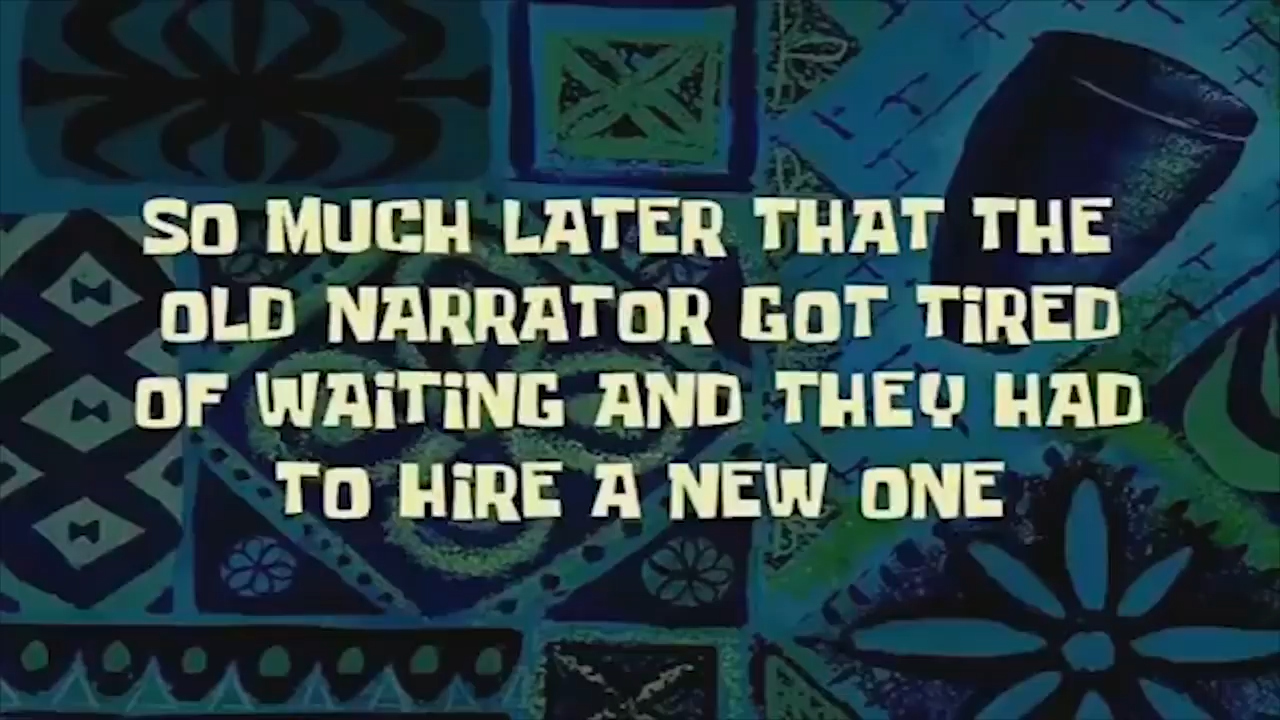 SO MUCH LATER THAT THE
OLD NARRATOR GOT TiRED
OF WAiTiNG AND THEY HAD
TO HiRE A NEW ONE